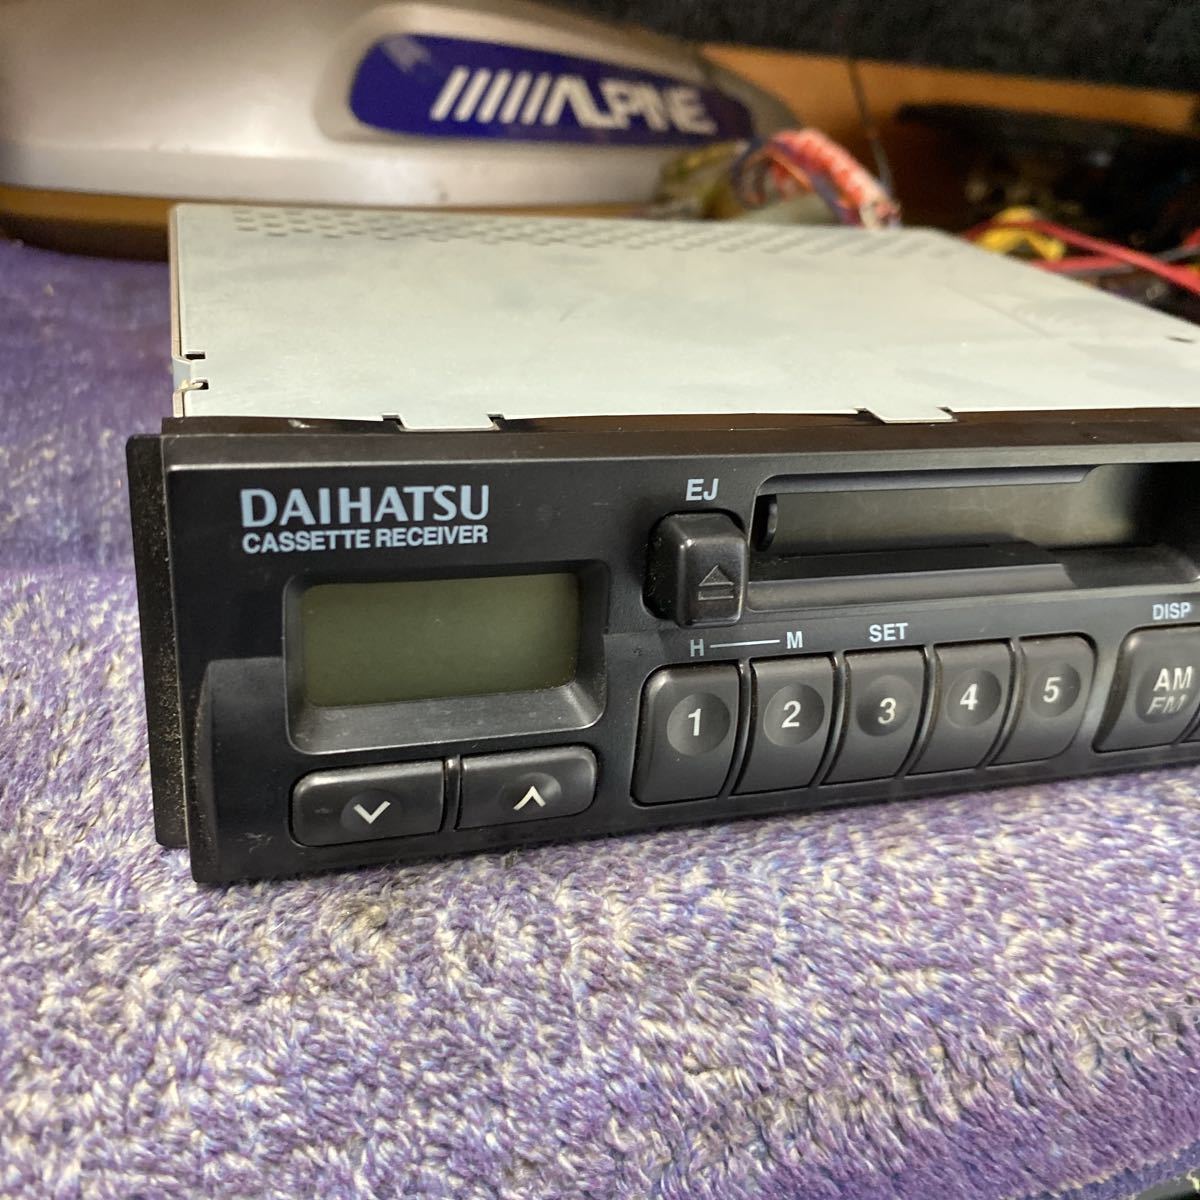 ALPINE
DAIHATSU
CASSETTE RECEIVER
EJ
H M SET DISP
1 2 3 4 5 AM
FM